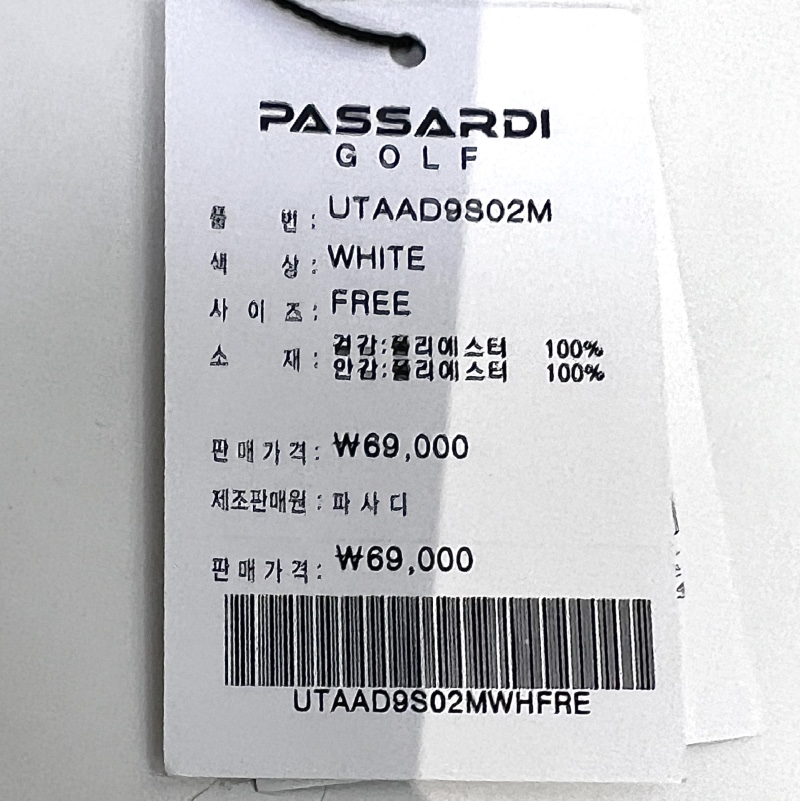 PASSARDI
GOLF
품 번 : UTAAD9S02M
색 상 : WHITE
사 이 즈 : FREE
소 재 : 겉감:폴리에스터 100%
안감:폴리에스터 100%
판 매 가 격 : ₩69,000
제조판매원 : 파 사 디
판 매 가 격 : ₩69,000
UTAAD9S02MWHFRE